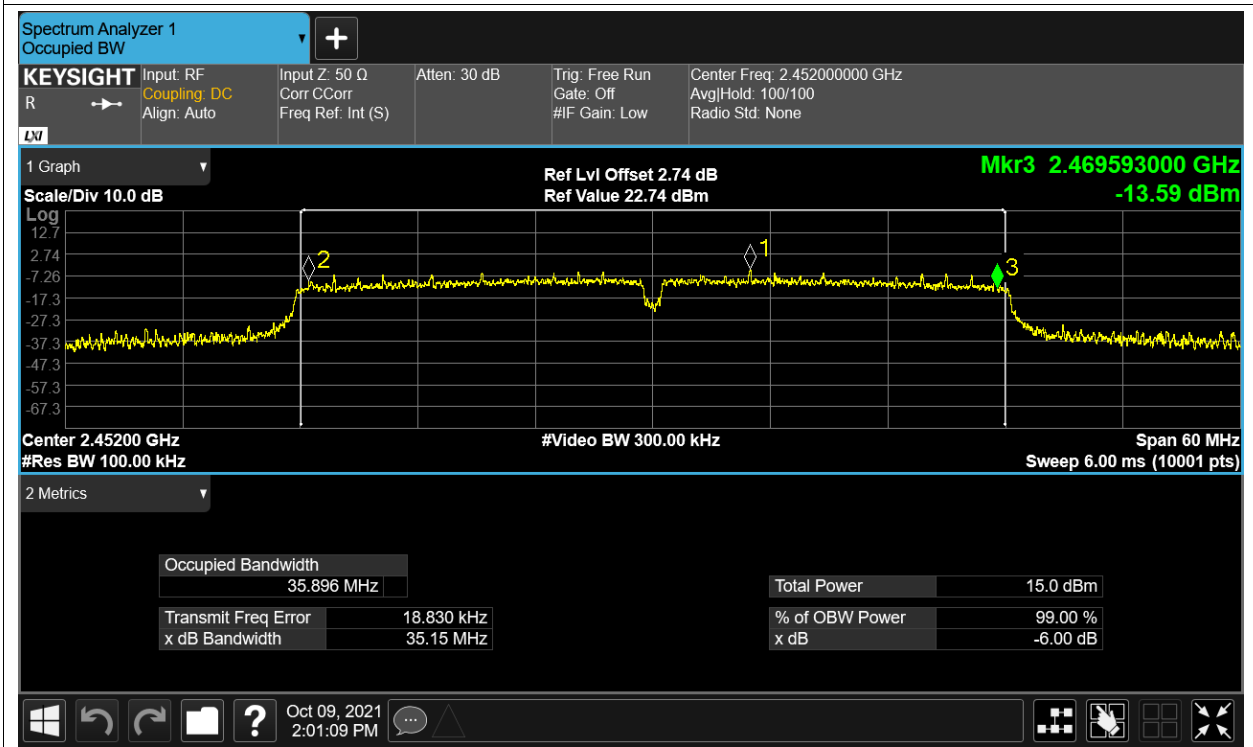 Spectrum Analyzer 1
Occupied BW
KEYSIGHT
R
LXI
Input: RF
Coupling: DC
Align: Auto
Input Z: 50 Ω
Corr CCorr
Freq Ref: Int (S)
Atten: 30 dB
Trig: Free Run
Gate: Off
#IF Gain: Low
Center Freq: 2.452000000 GHz
Avg|Hold: 100/100
Radio Std: None
1 Graph
Scale/Div 10.0 dB
Ref Lvl Offset 2.74 dB
Ref Value 22.74 dBm
Mkr3 2.469593000 GHz
-13.59 dBm
Log
12.7
2.74
-7.26
-17.3
-27.3
-37.3
-47.3
-57.3
-67.3
2
1
3
Center 2.45200 GHz
#Video BW 300.00 kHz
Span 60 MHz
#Res BW 100.00 kHz
Sweep 6.00 ms (10001 pts)
2 Metrics
Occupied Bandwidth
35.896 MHz
Total Power 15.0 dBm
Transmit Freq Error 18.830 kHz
% of OBW Power 99.00 %
x dB Bandwidth 35.15 MHz
x dB -6.00 dB
?
Oct 09, 2021
2:01:09 PM